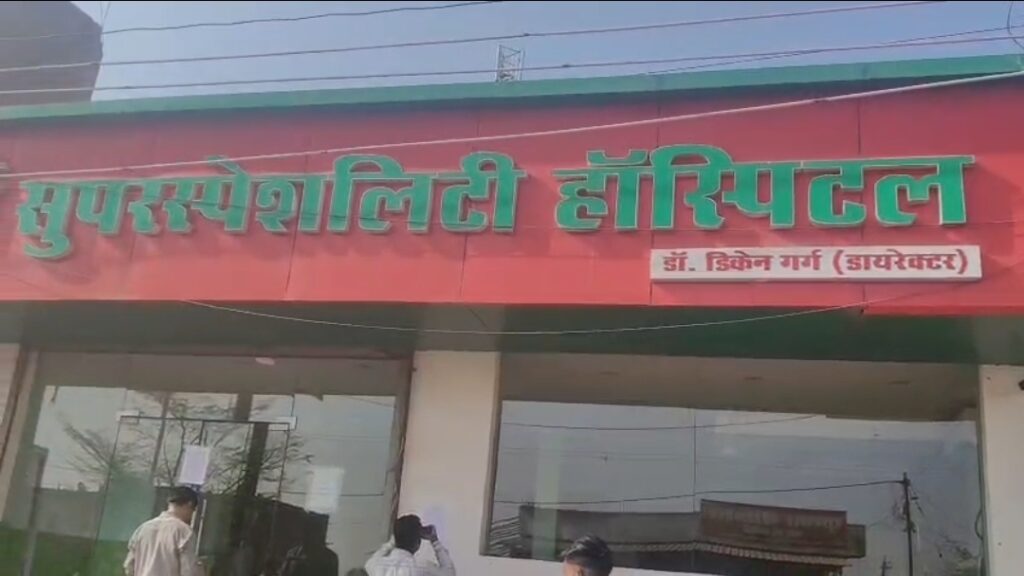 सुपरस्पेशलिटी हॉस्पिटल
डॉ. डिकेन गर्ग (डायरेक्टर)